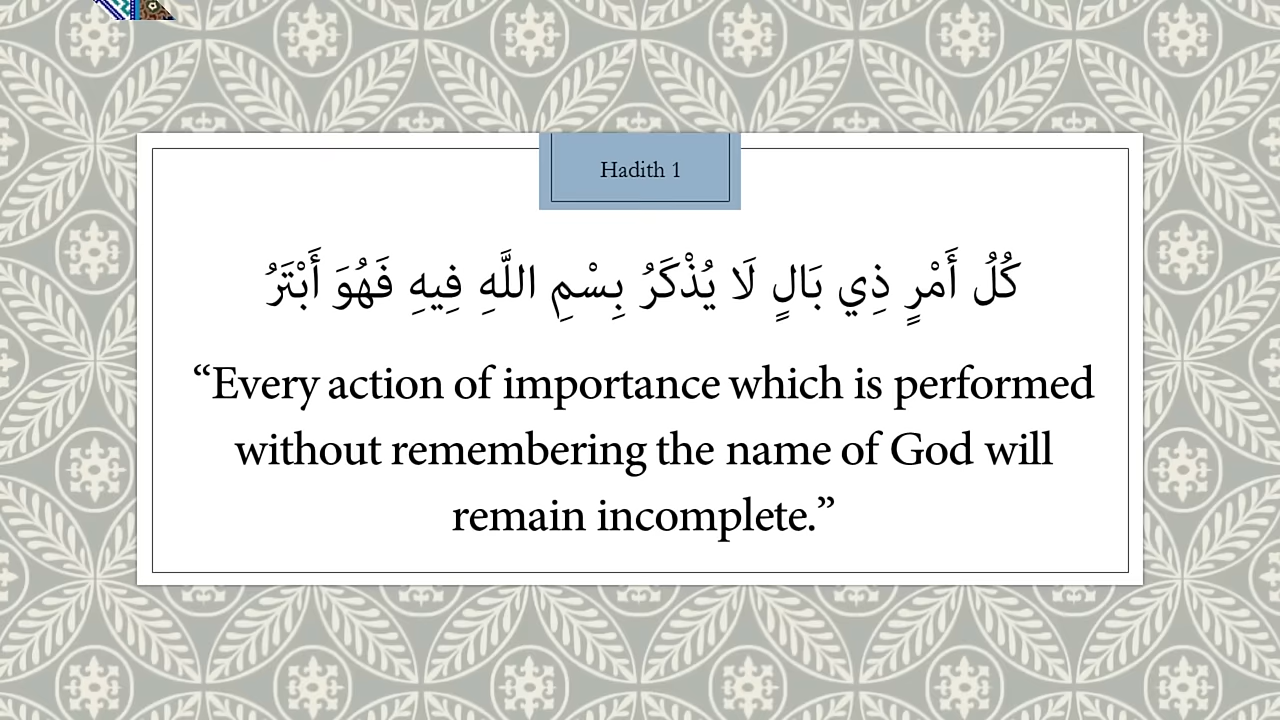 Hadith 1
كُلُ أَمْرٍ ذِي بَالٍ لَا يُذْكَرُ بِسْمِ اللَّهِ فِيهِ فَهُوَ أَبْتَرُ
“Every action of importance which is performed
without remembering the name of God will
remain incomplete.”